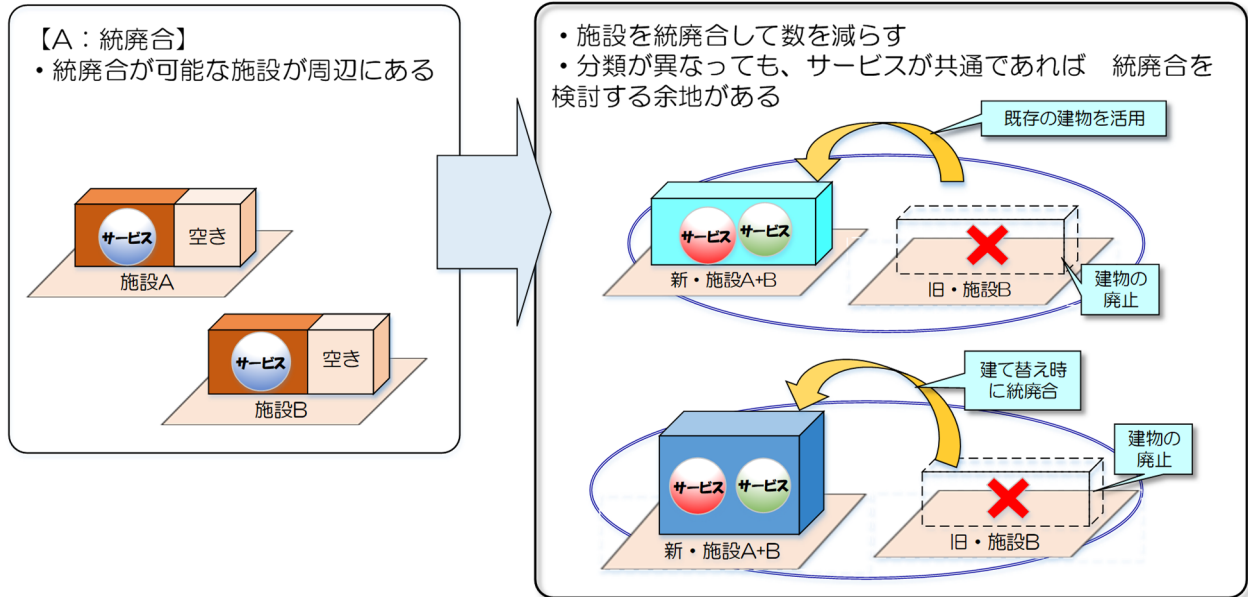 【A:統廃合】
・統廃合が可能な施設が周辺にある
サービス
空き
施設A
サービス
空き
施設B
・施設を統廃合して数を減らす
・分類が異なっても、サービスが共通であれば　統廃合を
検討する余地がある
既存の建物を活用
サービス
サービス
新・施設A+B
旧・施設B
建物の
廃止
建て替え時
に統廃合
サービス
サービス
新・施設A+B
旧・施設B
建物の
廃止